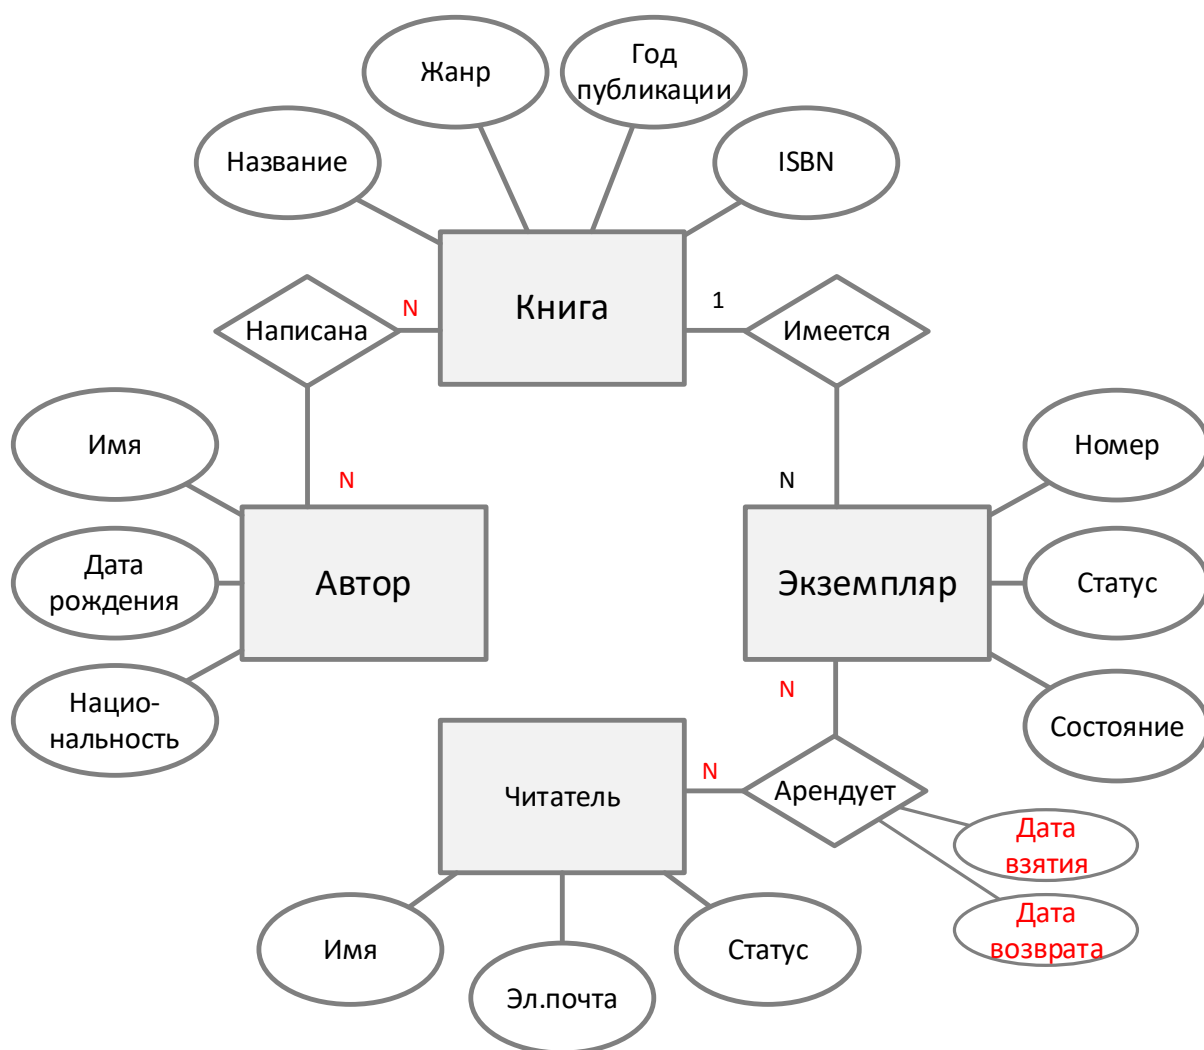 Жанр
Год
публикации
Название
ISBN
Книга
N
1
Написана
Имеется
Имя
Номер
N
N
Автор
Экземпляр
Дата
рождения
Статус
Нацио-
нальность
N
Состояние
Читатель
N
Арендует
Дата
взятия
Дата
возврата
Имя
Эл.почта
Статус